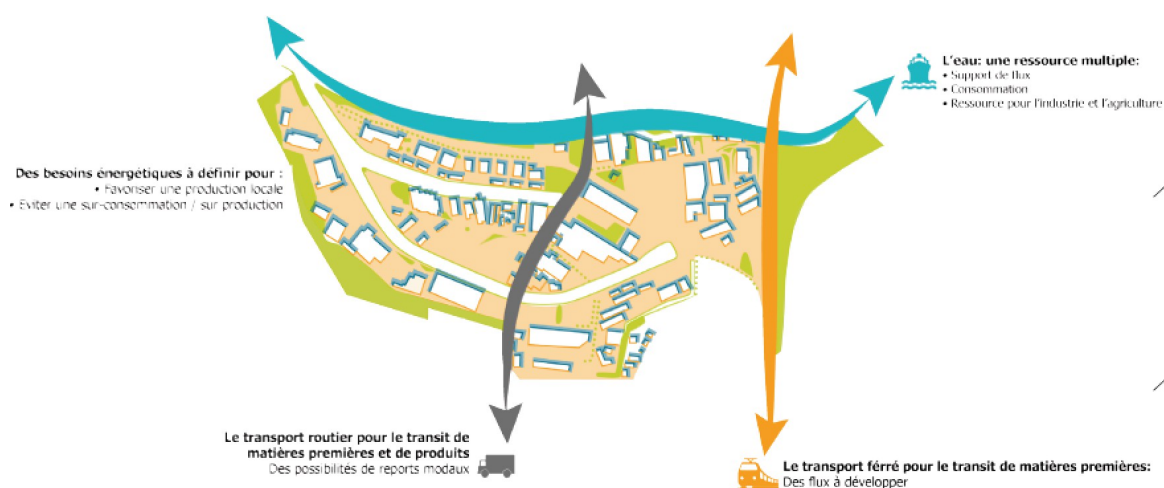 L'eau: une ressource multiple:
• Support de flux
• Consommation
• Ressource pour l'industrie et l'agriculture
Des besoins énergétiques à définir pour :
• Favoriser une production locale
• Eviter une sur-consommation / sur production
Le transport routier pour le transit de
matières premières et de produits
Des possibilités de reports modaux
Le transport férré pour le transit de matières premières:
Des flux à développer